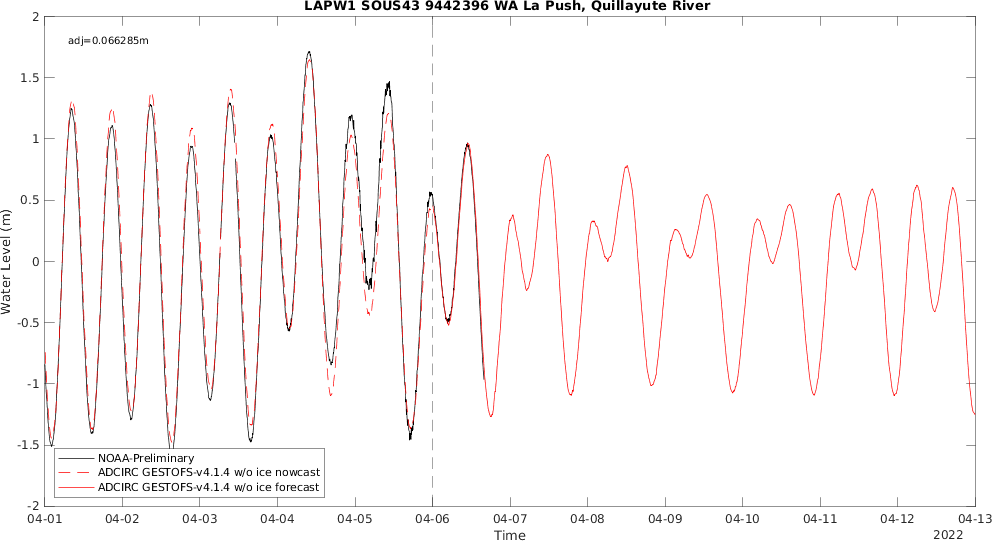 LAPW1 SOUS43 9442396 WA La Push, Quillayute River
adj=0.066285m
Water Level (m)
2
1.5
1
0.5
0
-0.5
-1
-1.5
-2
NOAA-Preliminary
ADCIRC GESTOFS-v4.1.4 w/o ice nowcast
ADCIRC GESTOFS-v4.1.4 w/o ice forecast
04-01 04-02 04-03 04-04 04-05 04-06 04-07 04-08 04-09 04-10 04-11 04-12 04-13
Time
2022